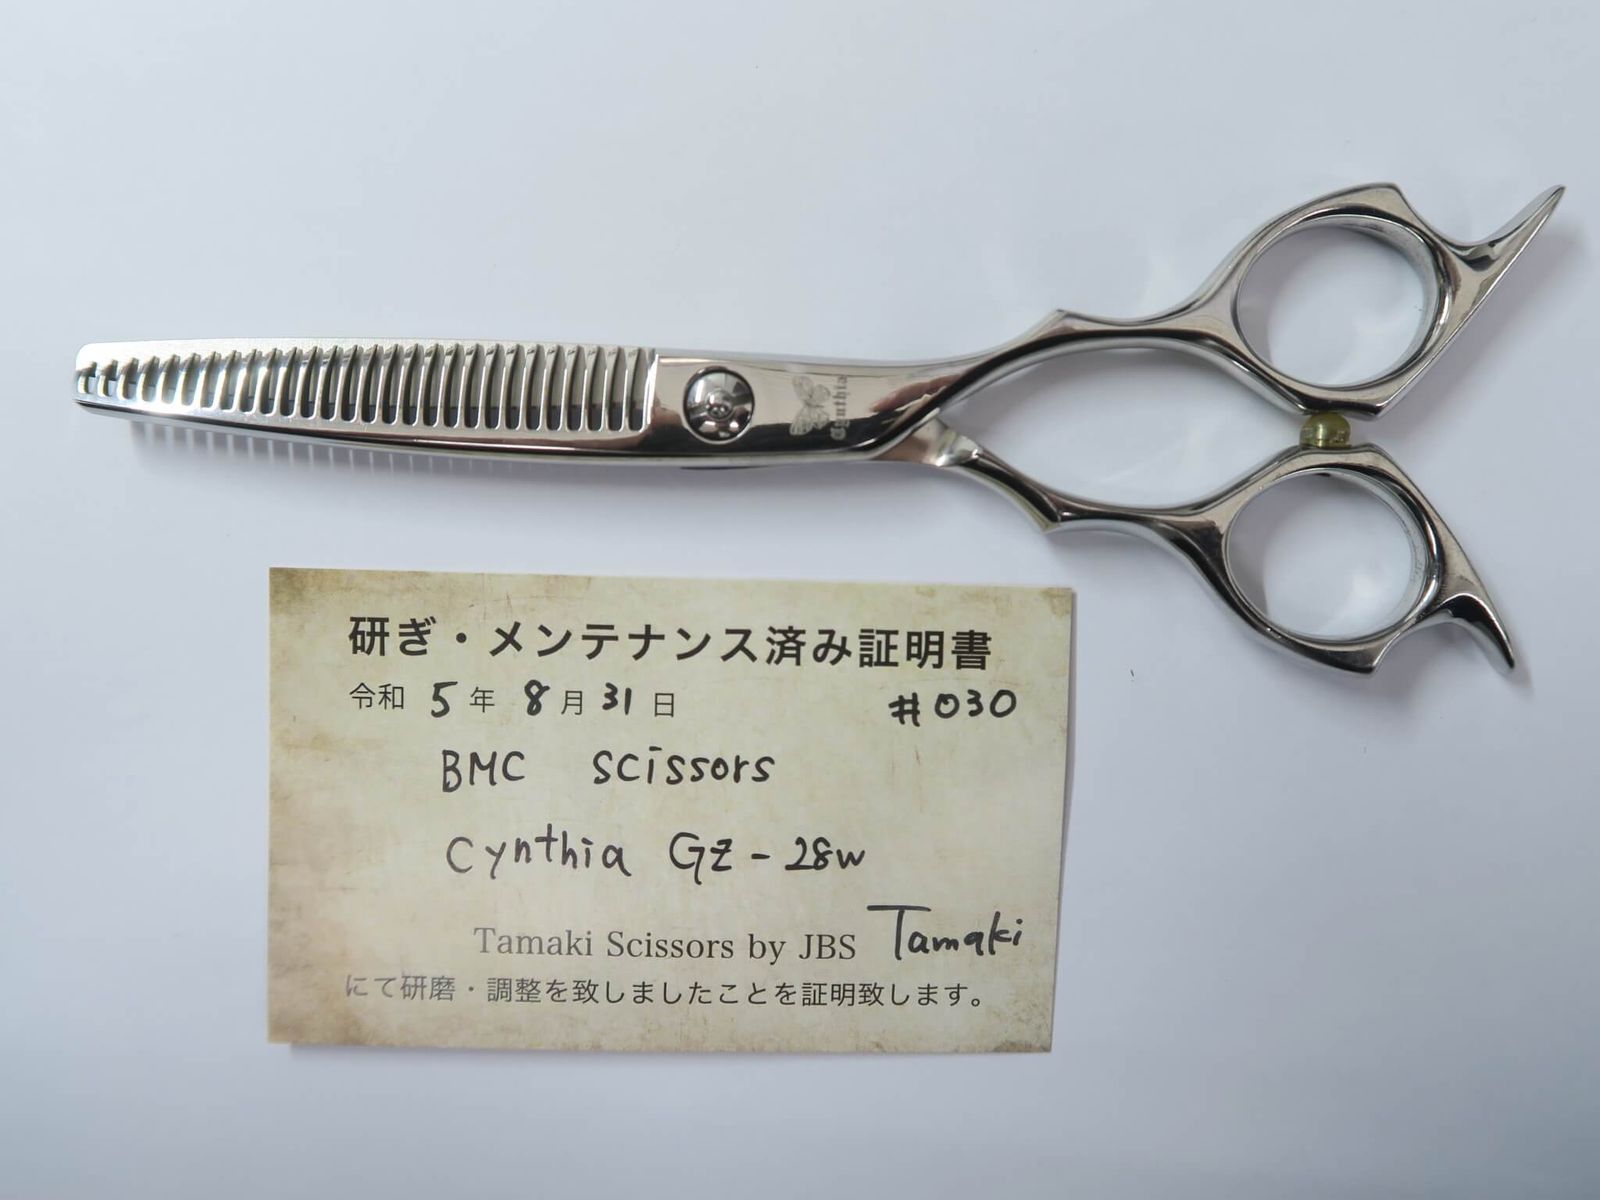 Cynthia
研ぎ・メンテナンス済み証明書
令和 5 年 8 月 31 日 #030
BMC scissors
Cynthia GZ-28W
Tamaki Scissors by JBS Tamaki
にて研磨・調整を致しましたことを証明致します。